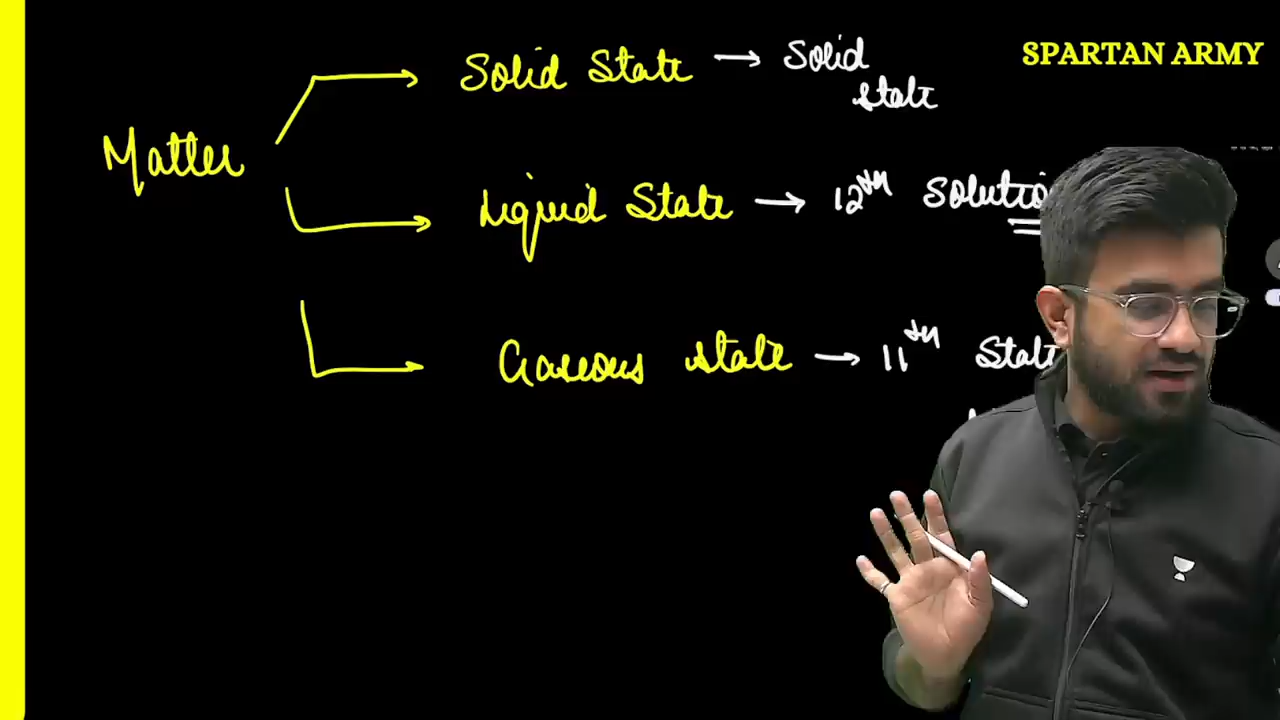 SPARTAN ARMY
Matter
Solid State → Solid
State
Liquid State → 12th Solutio
Gaseous State → 11th State